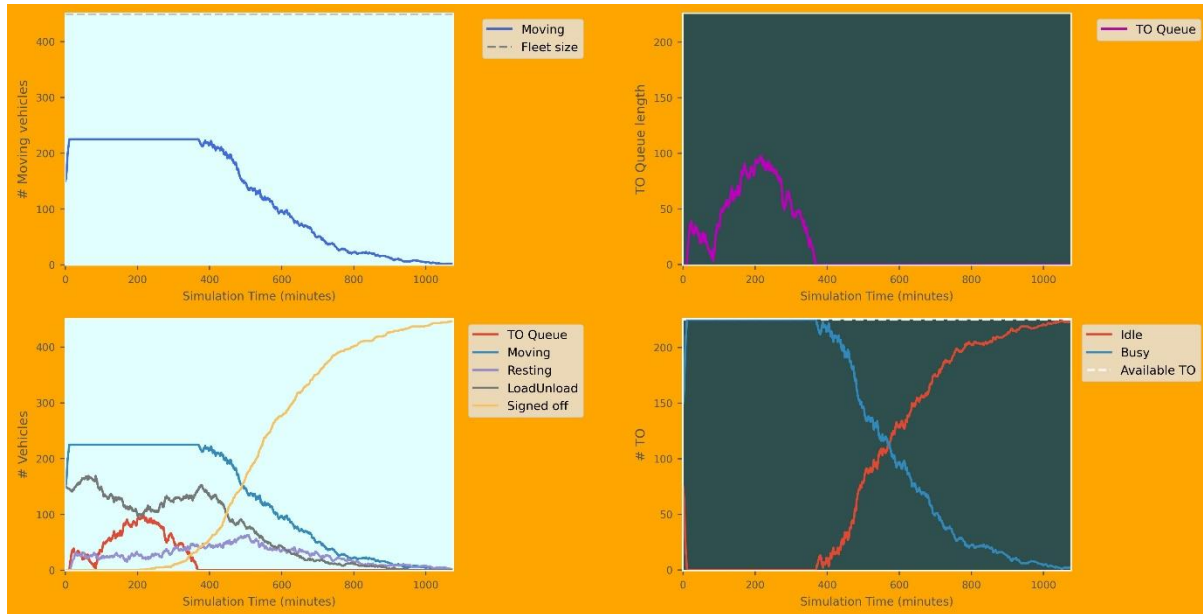 # Moving vehicles
400
300
200
100
0
0 200 400 600 800 1000
Simulation Time (minutes)
Moving
Fleet size
TO Queue length
200
150
100
50
0
0 200 400 600 800 1000
Simulation Time (minutes)
TO Queue
# Vehicles
400
300
200
100
0
0 200 400 600 800 1000
Simulation Time (minutes)
TO Queue
Moving
Resting
LoadUnload
Signed off
# TO
200
150
100
50
0
0 200 400 600 800 1000
Simulation Time (minutes)
Idle
Busy
Available TO